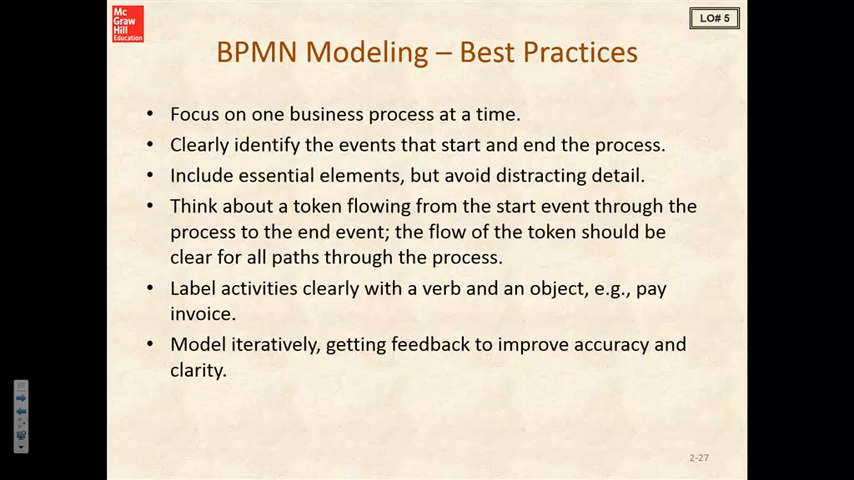 Mc
Graw
Hill
Education
LO# 5
BPMN Modeling – Best Practices
• Focus on one business process at a time.
• Clearly identify the events that start and end the process.
• Include essential elements, but avoid distracting detail.
• Think about a token flowing from the start event through the
process to the end event; the flow of the token should be
clear for all paths through the process.
• Label activities clearly with a verb and an object, e.g., pay
invoice.
• Model iteratively, getting feedback to improve accuracy and
clarity.
2-27